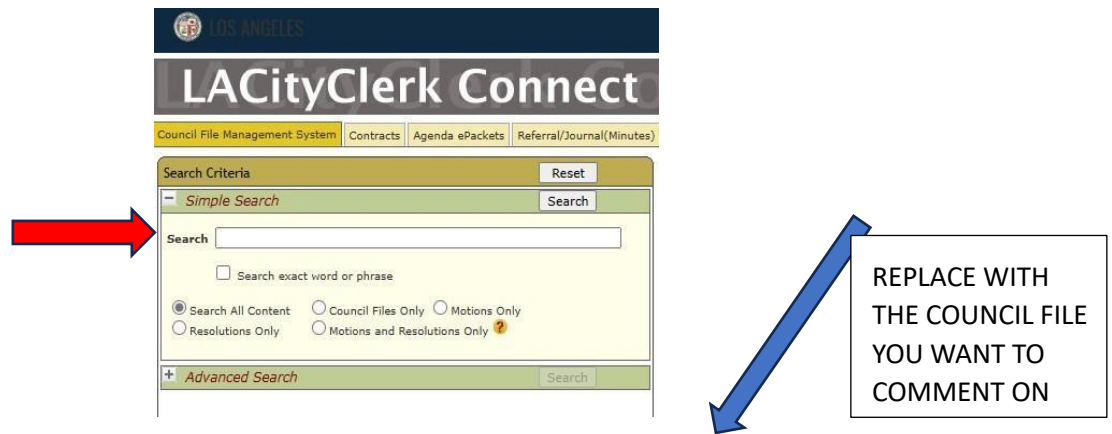 LOS ANGELES
LACityClerk Connect
Council File Management System Contracts Agenda ePackets Referral/Journal(Minutes)
Search Criteria Reset
− Simple Search Search
Search
Search exact word or phrase
Search All Content Council Files Only Motions Only
Resolutions Only Motions and Resolutions Only ?
+ Advanced Search Search
REPLACE WITH
THE COUNCIL FILE
YOU WANT TO
COMMENT ON